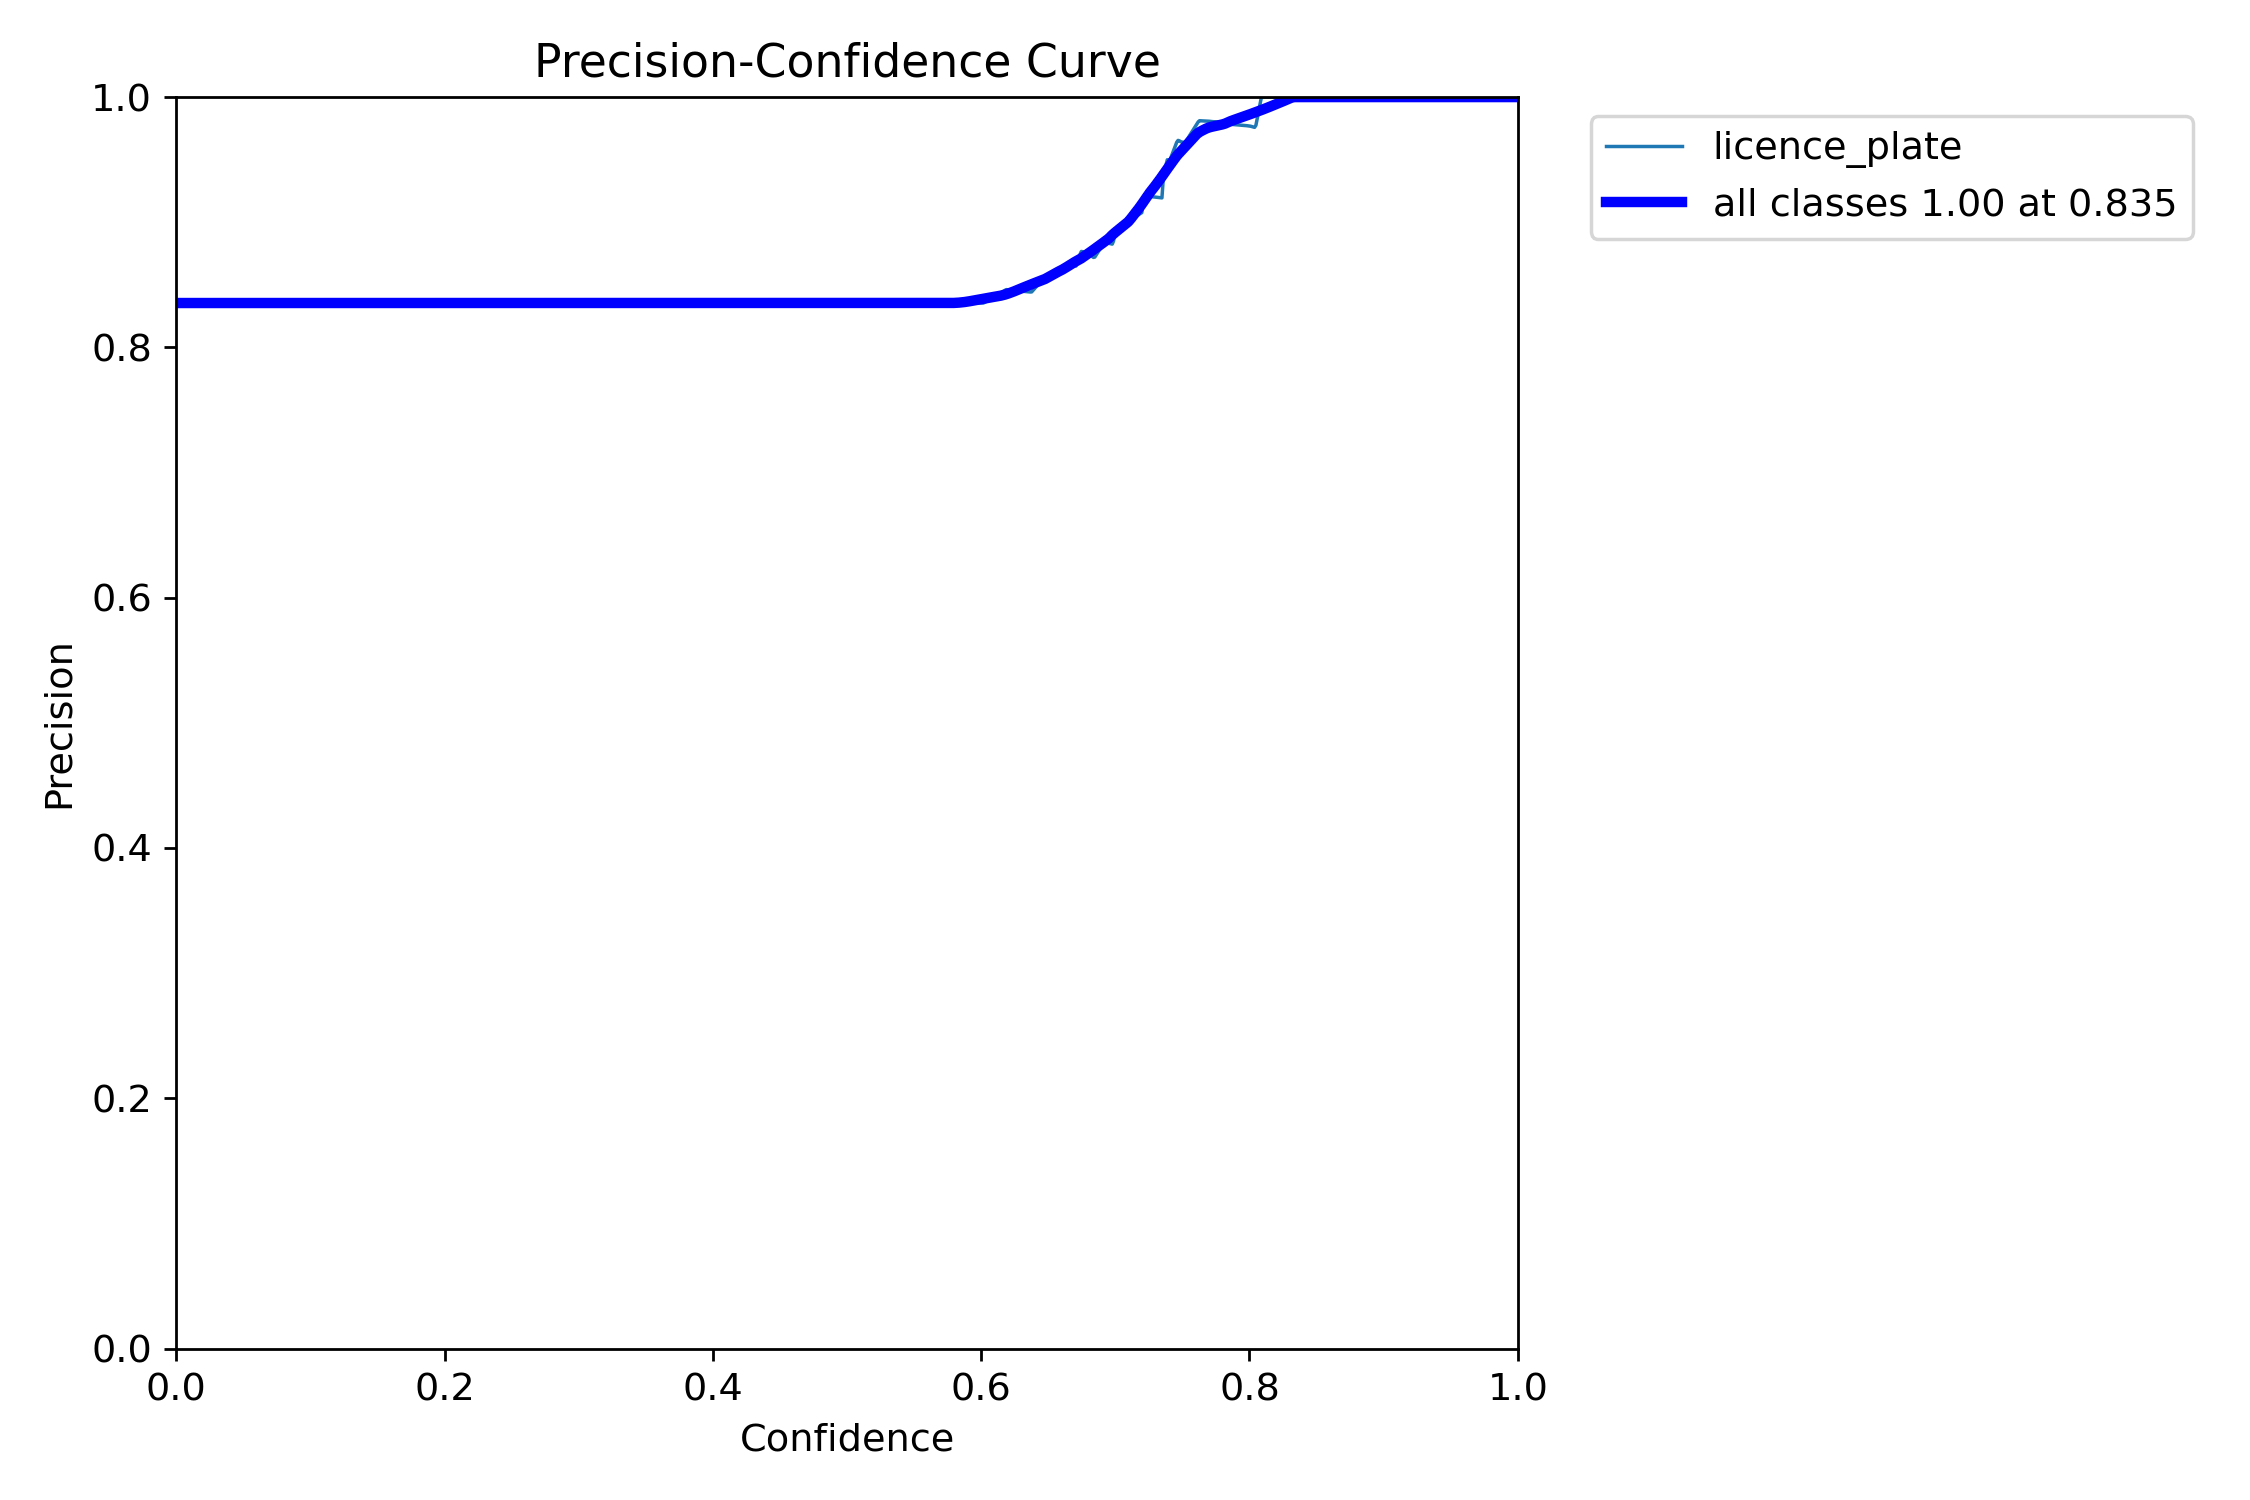 Precision-Confidence Curve
1.0
0.8
0.6
0.4
0.2
0.0
Precision
0.0 0.2 0.4 0.6 0.8 1.0
Confidence
licence_plate
all classes 1.00 at 0.835